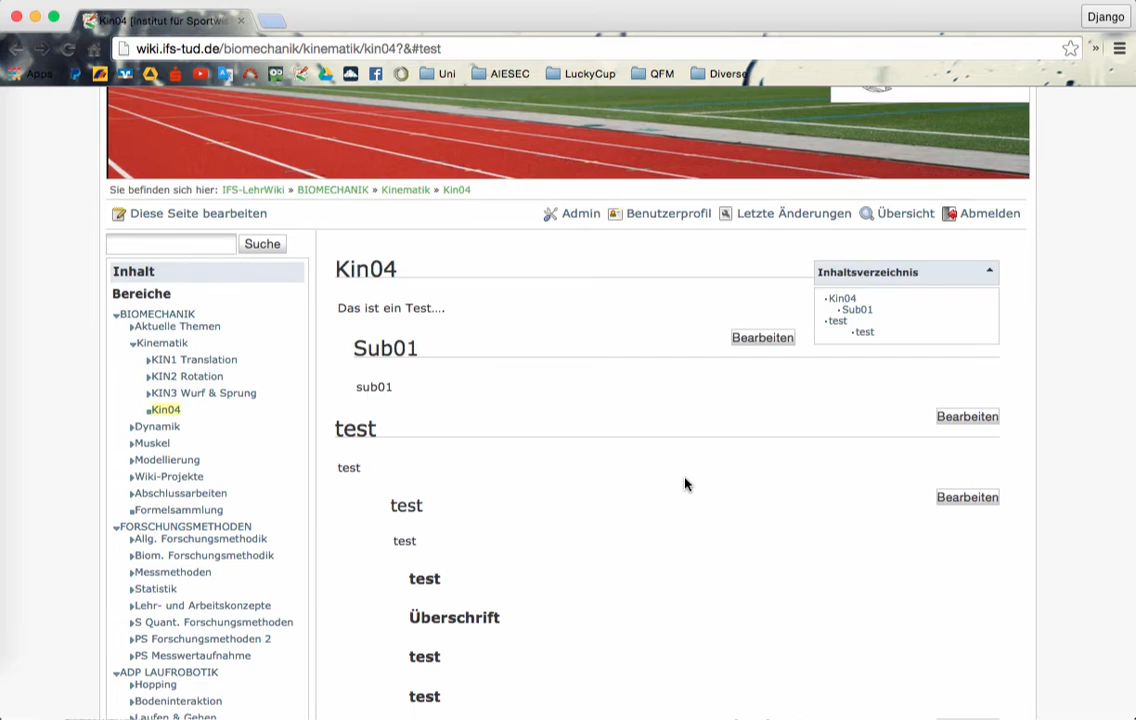 Kin04 [Institut für Sportwis
Django
wiki.ifs-tud.de/biomechanik/kinematik/kin04?&#test
Apps
Uni
AIESEC
LuckyCup
QFM
Diverse
Sie befinden sich hier: IFS-LehrWiki » BIOMECHANIK » Kinematik » Kin04
Diese Seite bearbeiten
Admin
Benutzerprofil
Letzte Änderungen
Übersicht
Abmelden
Suche
Inhalt
Bereiche
BIOMECHANIK
Aktuelle Themen
Kinematik
KIN1 Translation
KIN2 Rotation
KIN3 Wurf & Sprung
Kin04
Dynamik
Muskel
Modellierung
Wiki-Projekte
Abschlussarbeiten
Formelsammlung
FORSCHUNGSMETHODEN
Allg. Forschungsmethodik
Biom. Forschungsmethodik
Messmethoden
Statistik
Lehr- und Arbeitskonzepte
S Quant. Forschungsmethoden
PS Forschungsmethoden 2
PS Messwertaufnahme
ADP LAUFROBOTIK
Hopping
Bodeninteraktion
Laufen & Gehen
Kin04
Das ist ein Test....
Bearbeiten
Sub01
sub01
Bearbeiten
test
test
Bearbeiten
test
test
test
Überschrift
test
test
Inhaltsverzeichnis
Kin04
Sub01
test
test